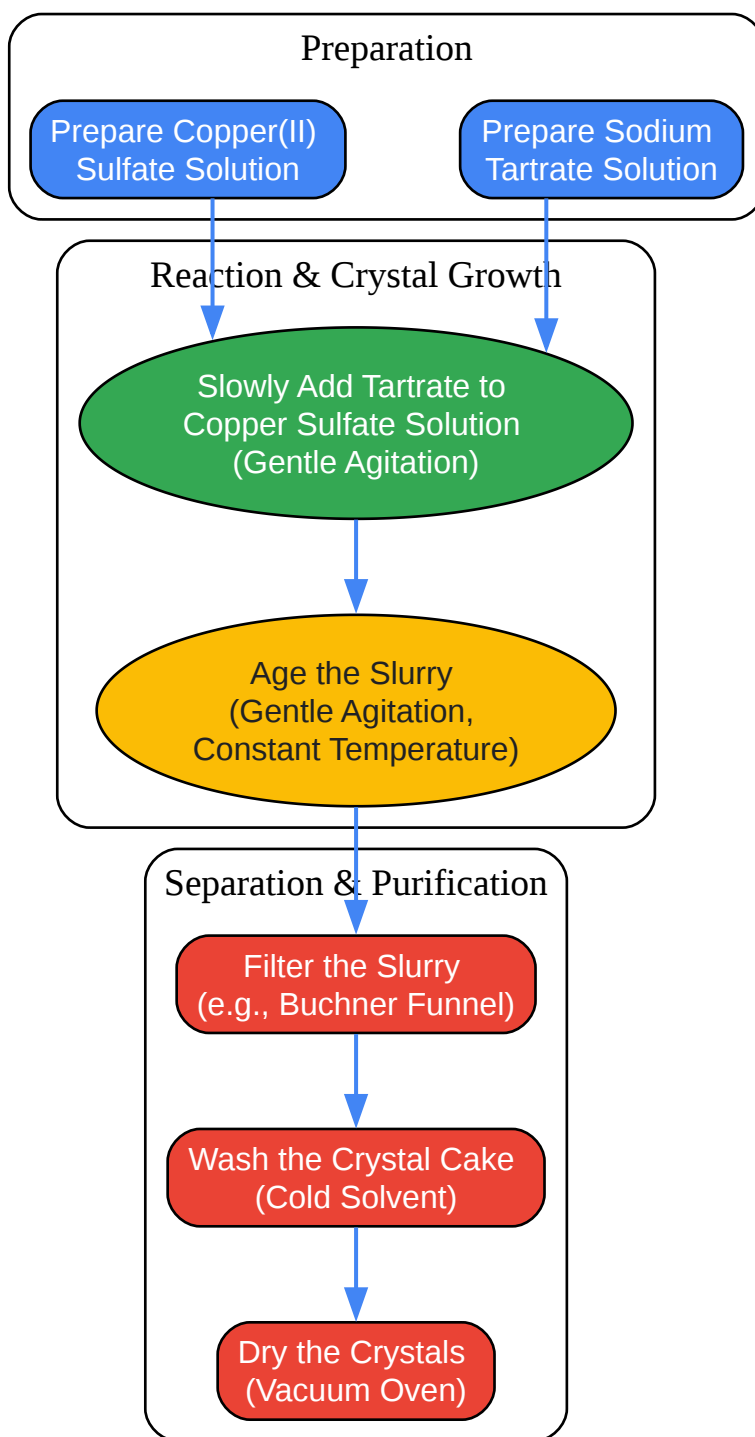 Preparation
Prepare Copper(II)
Sulfate Solution
Prepare Sodium
Tartrate Solution
Reaction & Crystal Growth
Slowly Add Tartrate to
Copper Sulfate Solution
(Gentle Agitation)
Age the Slurry
(Gentle Agitation,
Constant Temperature)
Separation & Purification
Filter the Slurry
(e.g., Buchner Funnel)
Wash the Crystal Cake
(Cold Solvent)
Dry the Crystals
(Vacuum Oven)